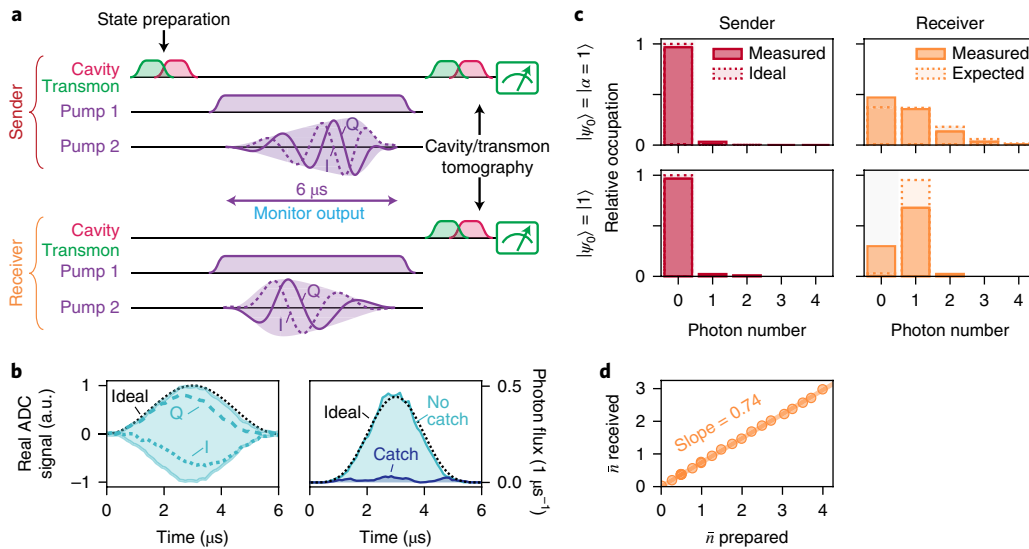 a
State preparation
Sender
Cavity
Transmon
Pump 1
Pump 2
Q
I
Cavity/transmon
tomography
6 μs
Monitor output
Receiver
Cavity
Transmon
Pump 1
Pump 2
Q
I
b
Real ADC
signal (a.u.)
1
0
−1
Ideal
Q
I
0 2 4 6
Time (μs)
Ideal
No
catch
Catch
0.5
0.0
Photon flux (1 μs⁻¹)
0 2 4 6
Time (μs)
c
Sender
Receiver
Relative occupation
|ψ₀⟩ = |α = 1⟩
1
0
Measured
Ideal
Measured
Expected
|ψ₀⟩ = |1⟩
1
0
0 1 2 3 4
Photon number
0 1 2 3 4
Photon number
d
n̄ received
3
2
1
0
Slope = 0.74
0 1 2 3 4
n̄ prepared